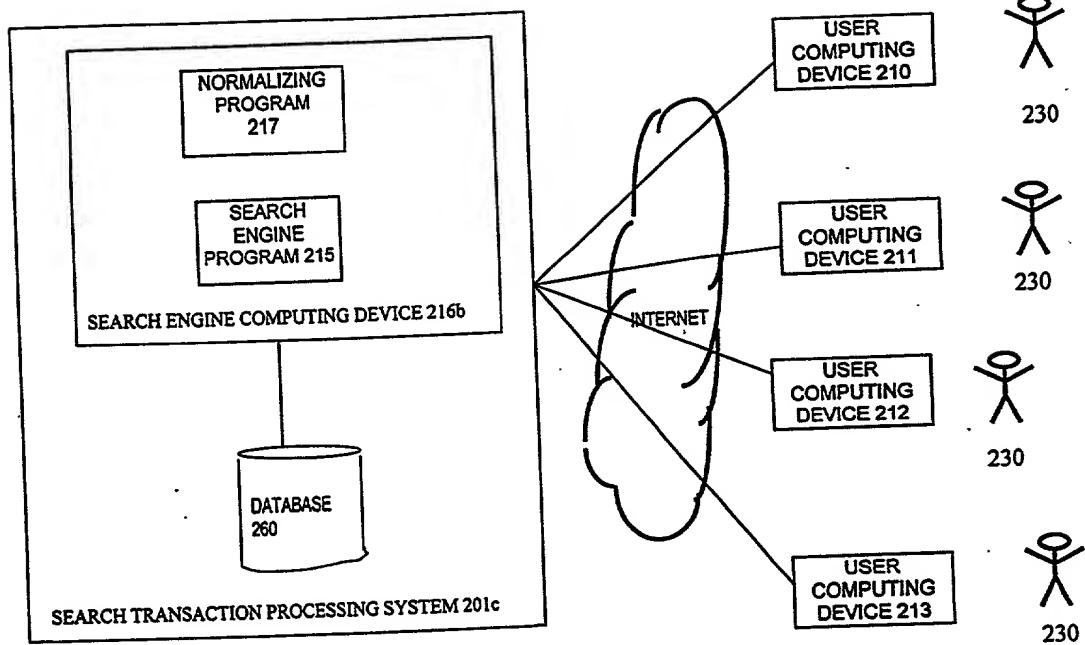 NORMALIZING
PROGRAM
217
SEARCH
ENGINE
PROGRAM 215
SEARCH ENGINE COMPUTING DEVICE 216b
DATABASE
260
SEARCH TRANSACTION PROCESSING SYSTEM 201c
INTERNET
USER
COMPUTING
DEVICE 210
230
USER
COMPUTING
DEVICE 211
230
USER
COMPUTING
DEVICE 212
230
USER
COMPUTING
DEVICE 213
230